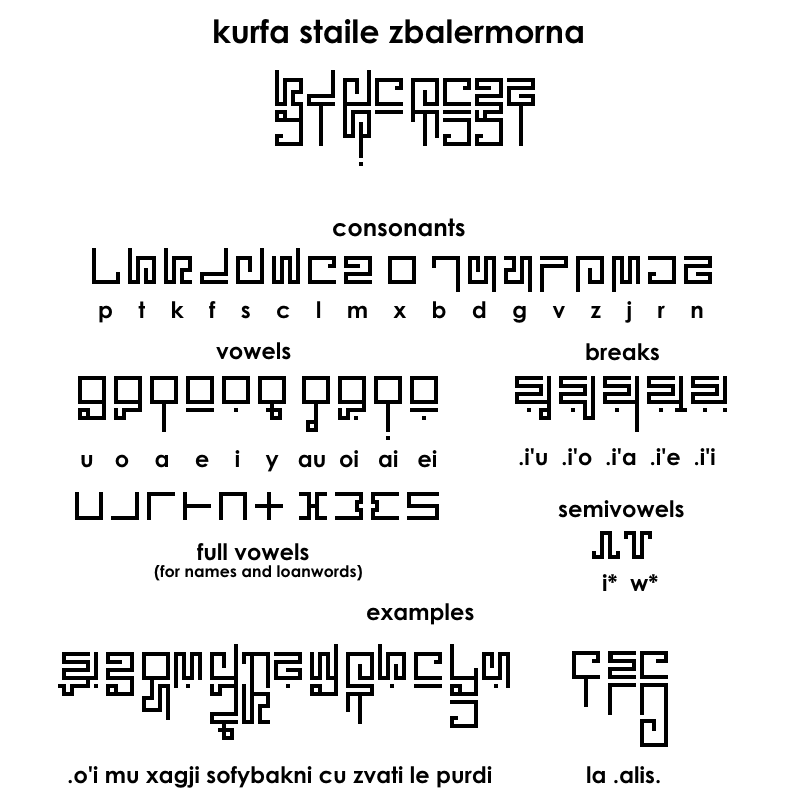 kurfa staile zbalermorna
consonants
p t k f s c l m x b d g v z j r n
vowels
breaks
u o a e i y au oi ai ei
.i'u .i'o .i'a .i'e .i'i
full vowels
(for names and loanwords)
semivowels
i* w*
examples
.o'i mu xagji sofybakni cu zvati le purdi
la .alis.